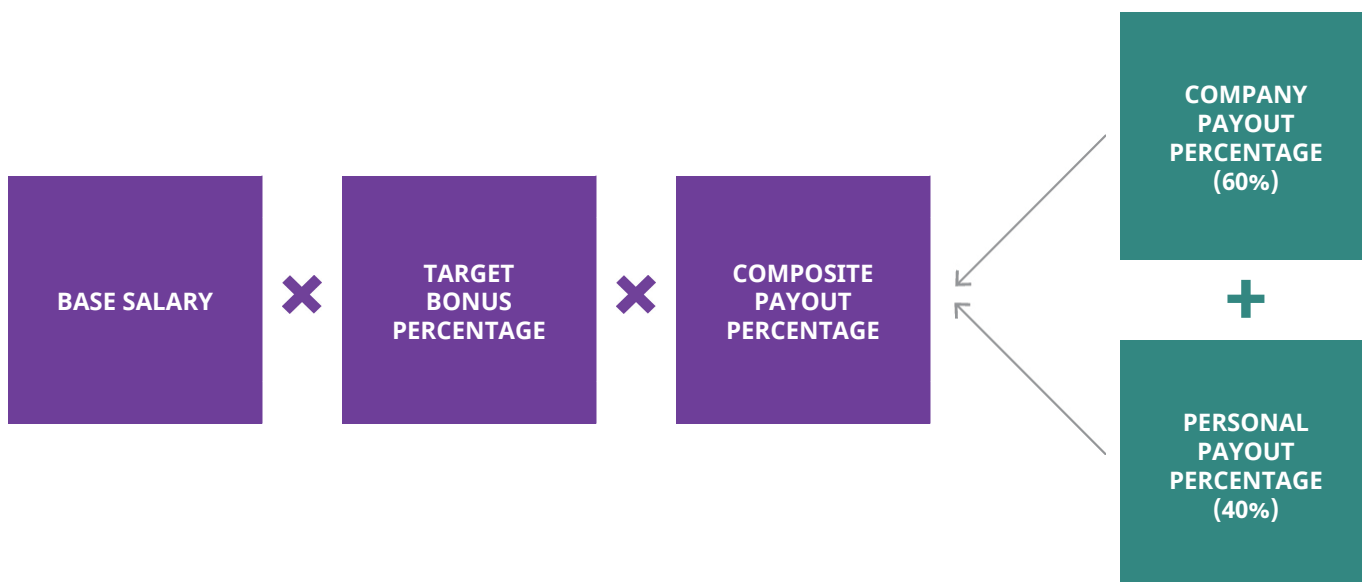 BASE SALARY
TARGET
BONUS
PERCENTAGE
COMPOSITE
PAYOUT
PERCENTAGE
COMPANY
PAYOUT
PERCENTAGE
(60%)
PERSONAL
PAYOUT
PERCENTAGE
(40%)